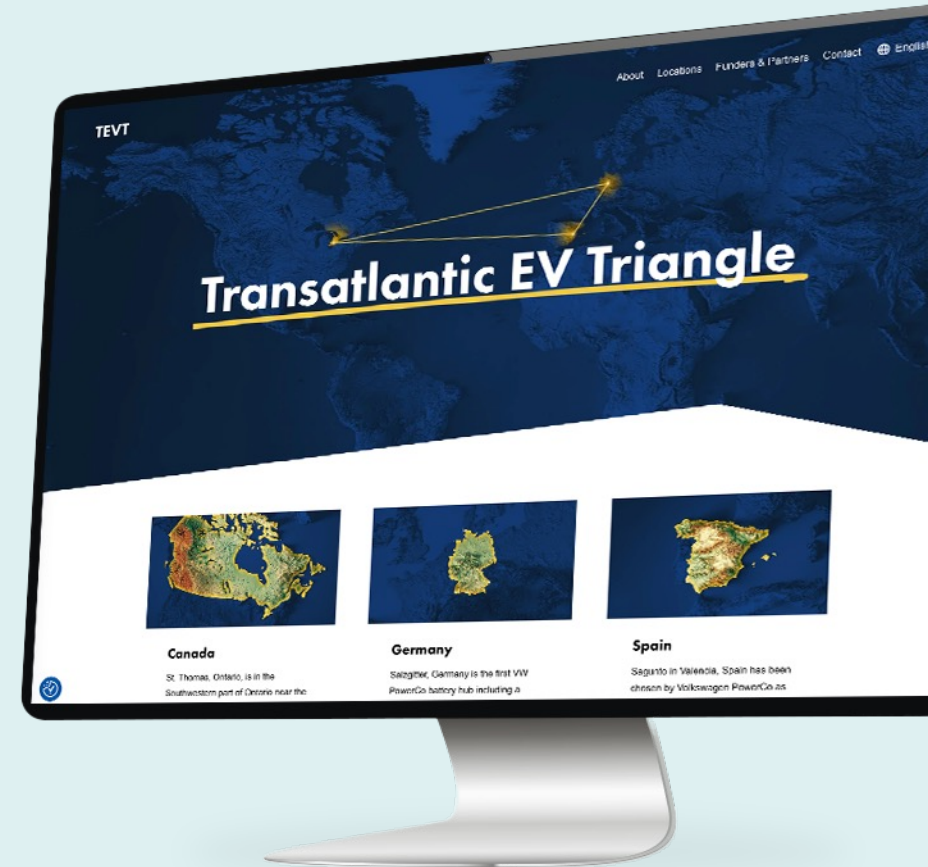 About Locations Funders & Partners Contact English
TEVT
Transatlantic EV Triangle
Canada
St. Thomas, Ontario, is in the
Southwestern part of Ontario near the
Germany
Salzgitter, Germany is the first VW
PowerCo battery hub including a
Spain
Sagunto in Valencia, Spain has been
chosen by Volkswagen PowerCo as